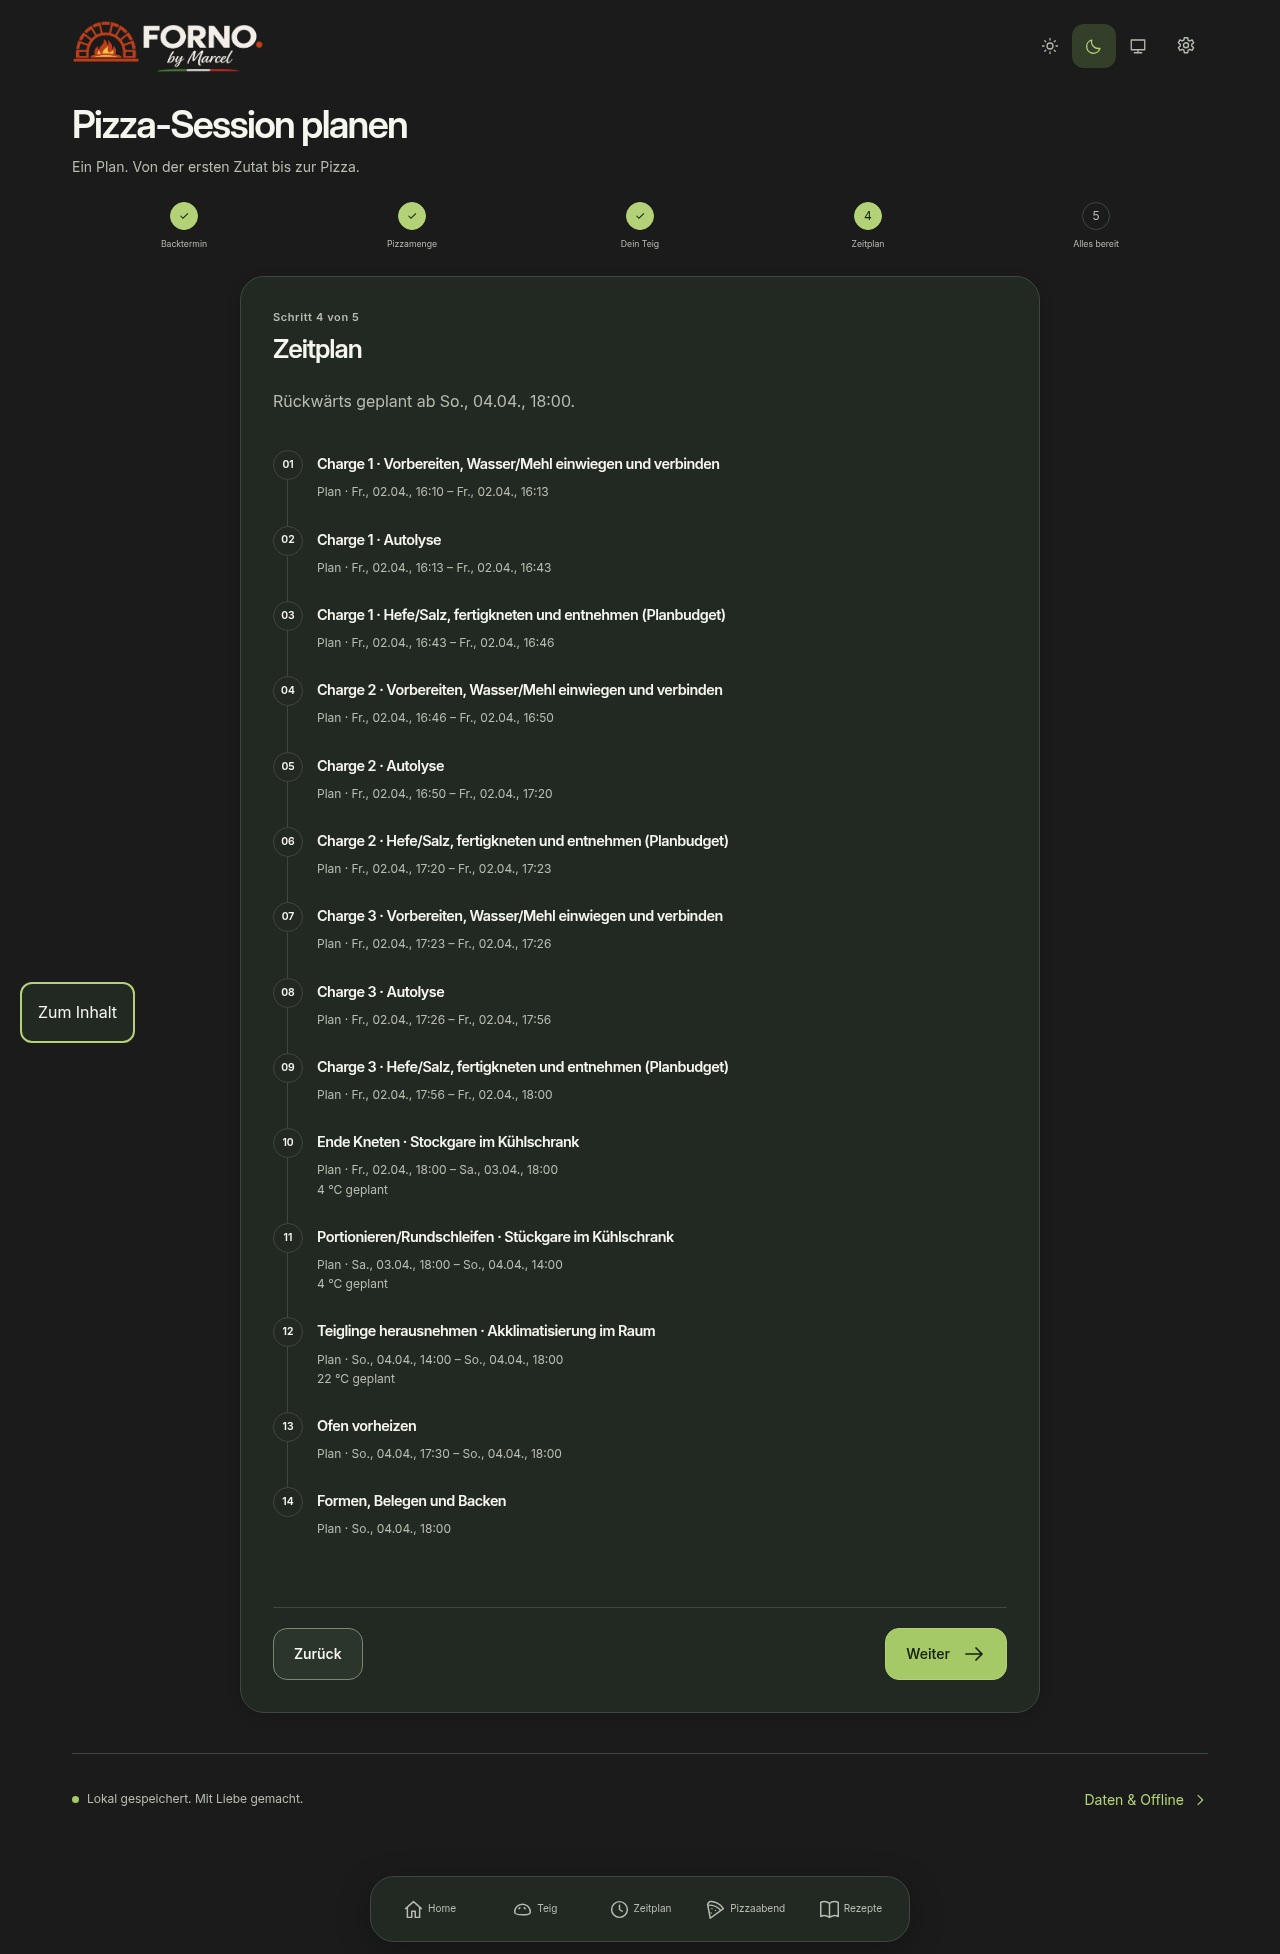 FORNO.
by Marcel
Pizza-Session planen
Ein Plan. Von der ersten Zutat bis zur Pizza.
4
5
Backtermin
Pizzamenge
Dein Teig
Zeitplan
Alles bereit
Schritt 4 von 5
Zeitplan
Rückwärts geplant ab So., 04.04., 18:00.
01
Charge 1 · Vorbereiten, Wasser/Mehl einwiegen und verbinden
Plan · Fr., 02.04., 16:10 – Fr., 02.04., 16:13
02
Charge 1 · Autolyse
Plan · Fr., 02.04., 16:13 – Fr., 02.04., 16:43
03
Charge 1 · Hefe/Salz, fertigkneten und entnehmen (Planbudget)
Plan · Fr., 02.04., 16:43 – Fr., 02.04., 16:46
04
Charge 2 · Vorbereiten, Wasser/Mehl einwiegen und verbinden
Plan · Fr., 02.04., 16:46 – Fr., 02.04., 16:50
05
Charge 2 · Autolyse
Plan · Fr., 02.04., 16:50 – Fr., 02.04., 17:20
06
Charge 2 · Hefe/Salz, fertigkneten und entnehmen (Planbudget)
Plan · Fr., 02.04., 17:20 – Fr., 02.04., 17:23
07
Charge 3 · Vorbereiten, Wasser/Mehl einwiegen und verbinden
Plan · Fr., 02.04., 17:23 – Fr., 02.04., 17:26
08
Charge 3 · Autolyse
Plan · Fr., 02.04., 17:26 – Fr., 02.04., 17:56
Zum Inhalt
09
Charge 3 · Hefe/Salz, fertigkneten und entnehmen (Planbudget)
Plan · Fr., 02.04., 17:56 – Fr., 02.04., 18:00
10
Ende Kneten · Stockgare im Kühlschrank
Plan · Fr., 02.04., 18:00 – Sa., 03.04., 18:00
4 °C geplant
11
Portionieren/Rundschleifen · Stückgare im Kühlschrank
Plan · Sa., 03.04., 18:00 – So., 04.04., 14:00
4 °C geplant
12
Teiglinge herausnehmen · Akklimatisierung im Raum
Plan · So., 04.04., 14:00 – So., 04.04., 18:00
22 °C geplant
13
Ofen vorheizen
Plan · So., 04.04., 17:30 – So., 04.04., 18:00
14
Formen, Belegen und Backen
Plan · So., 04.04., 18:00
Zurück
Weiter
Lokal gespeichert. Mit Liebe gemacht.
Daten & Offline
Home
Teig
Zeitplan
Pizzaabend
Rezepte